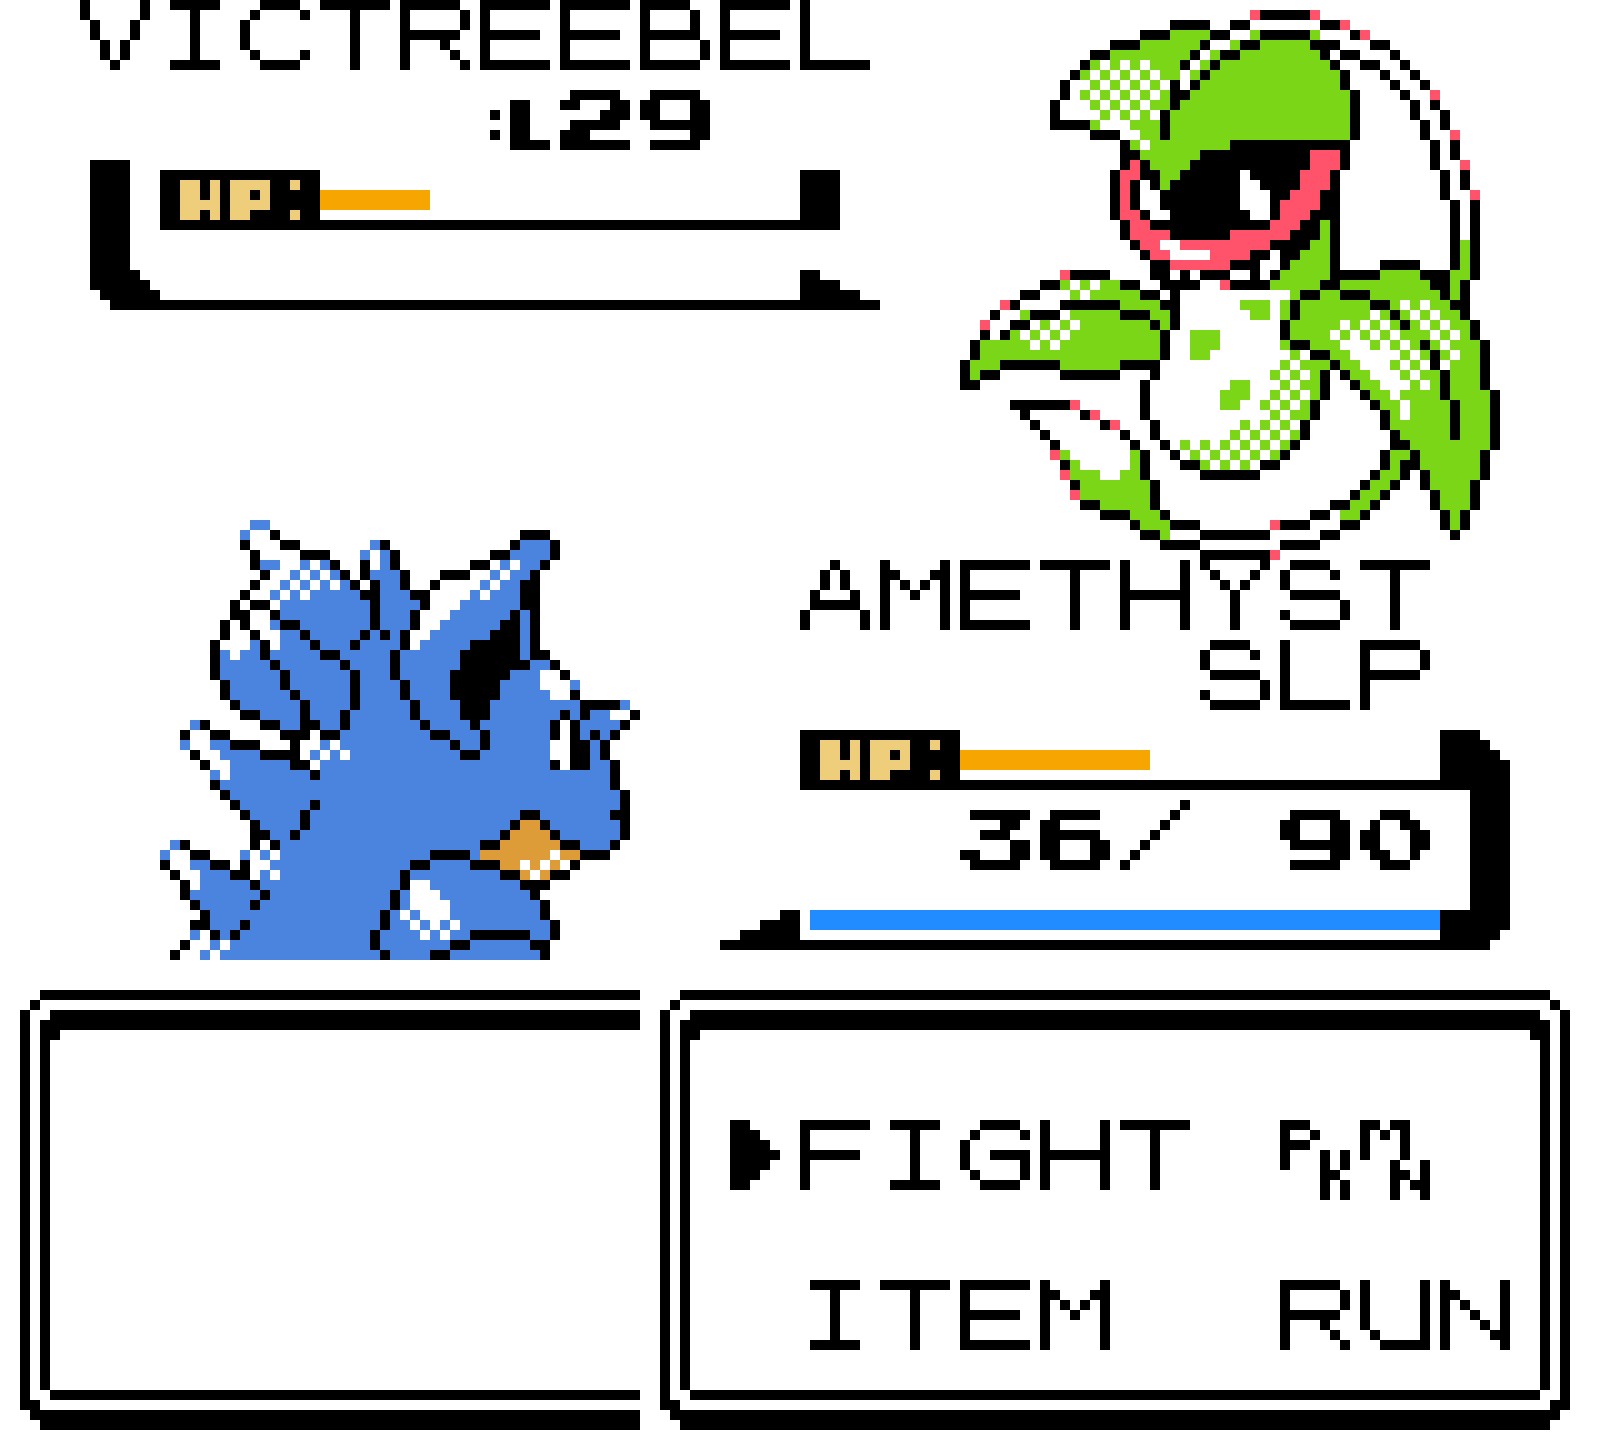 VICTREEBEL
:L29
HP:
AMETHYST
SLP
HP:
36/ 90
▶FIGHT PKMN
ITEM RUN